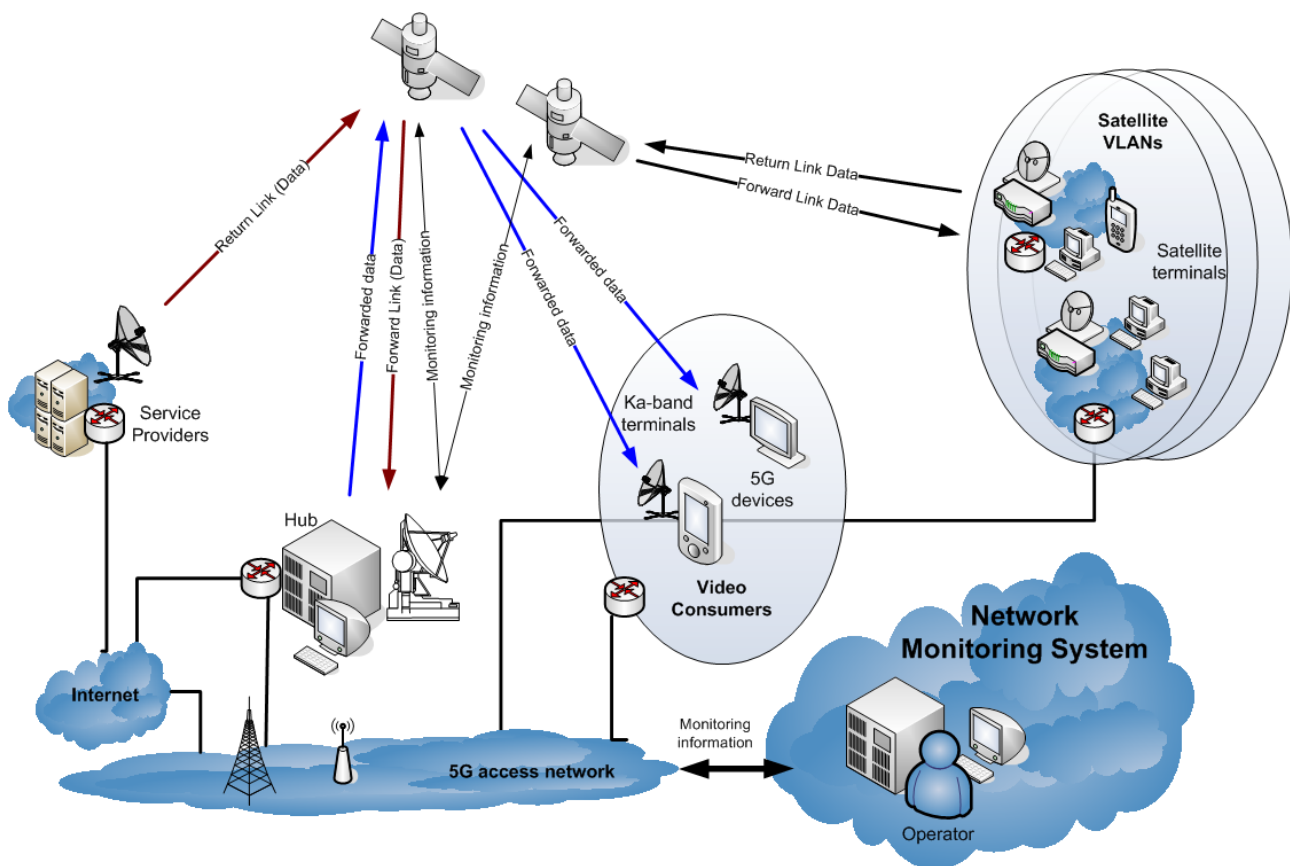 Satellite
VLANs
Return Link Data
Forward Link Data
Satellite
terminals
Return Link (Data)
Forwarded data
Forward Link (Data)
Monitoring information
Monitoring information
Forwarded data
Forwarded data
Service
Providers
Ka-band
terminals
5G
devices
Hub
Video
Consumers
Network
Monitoring System
Internet
Monitoring
information
5G access network
Operator